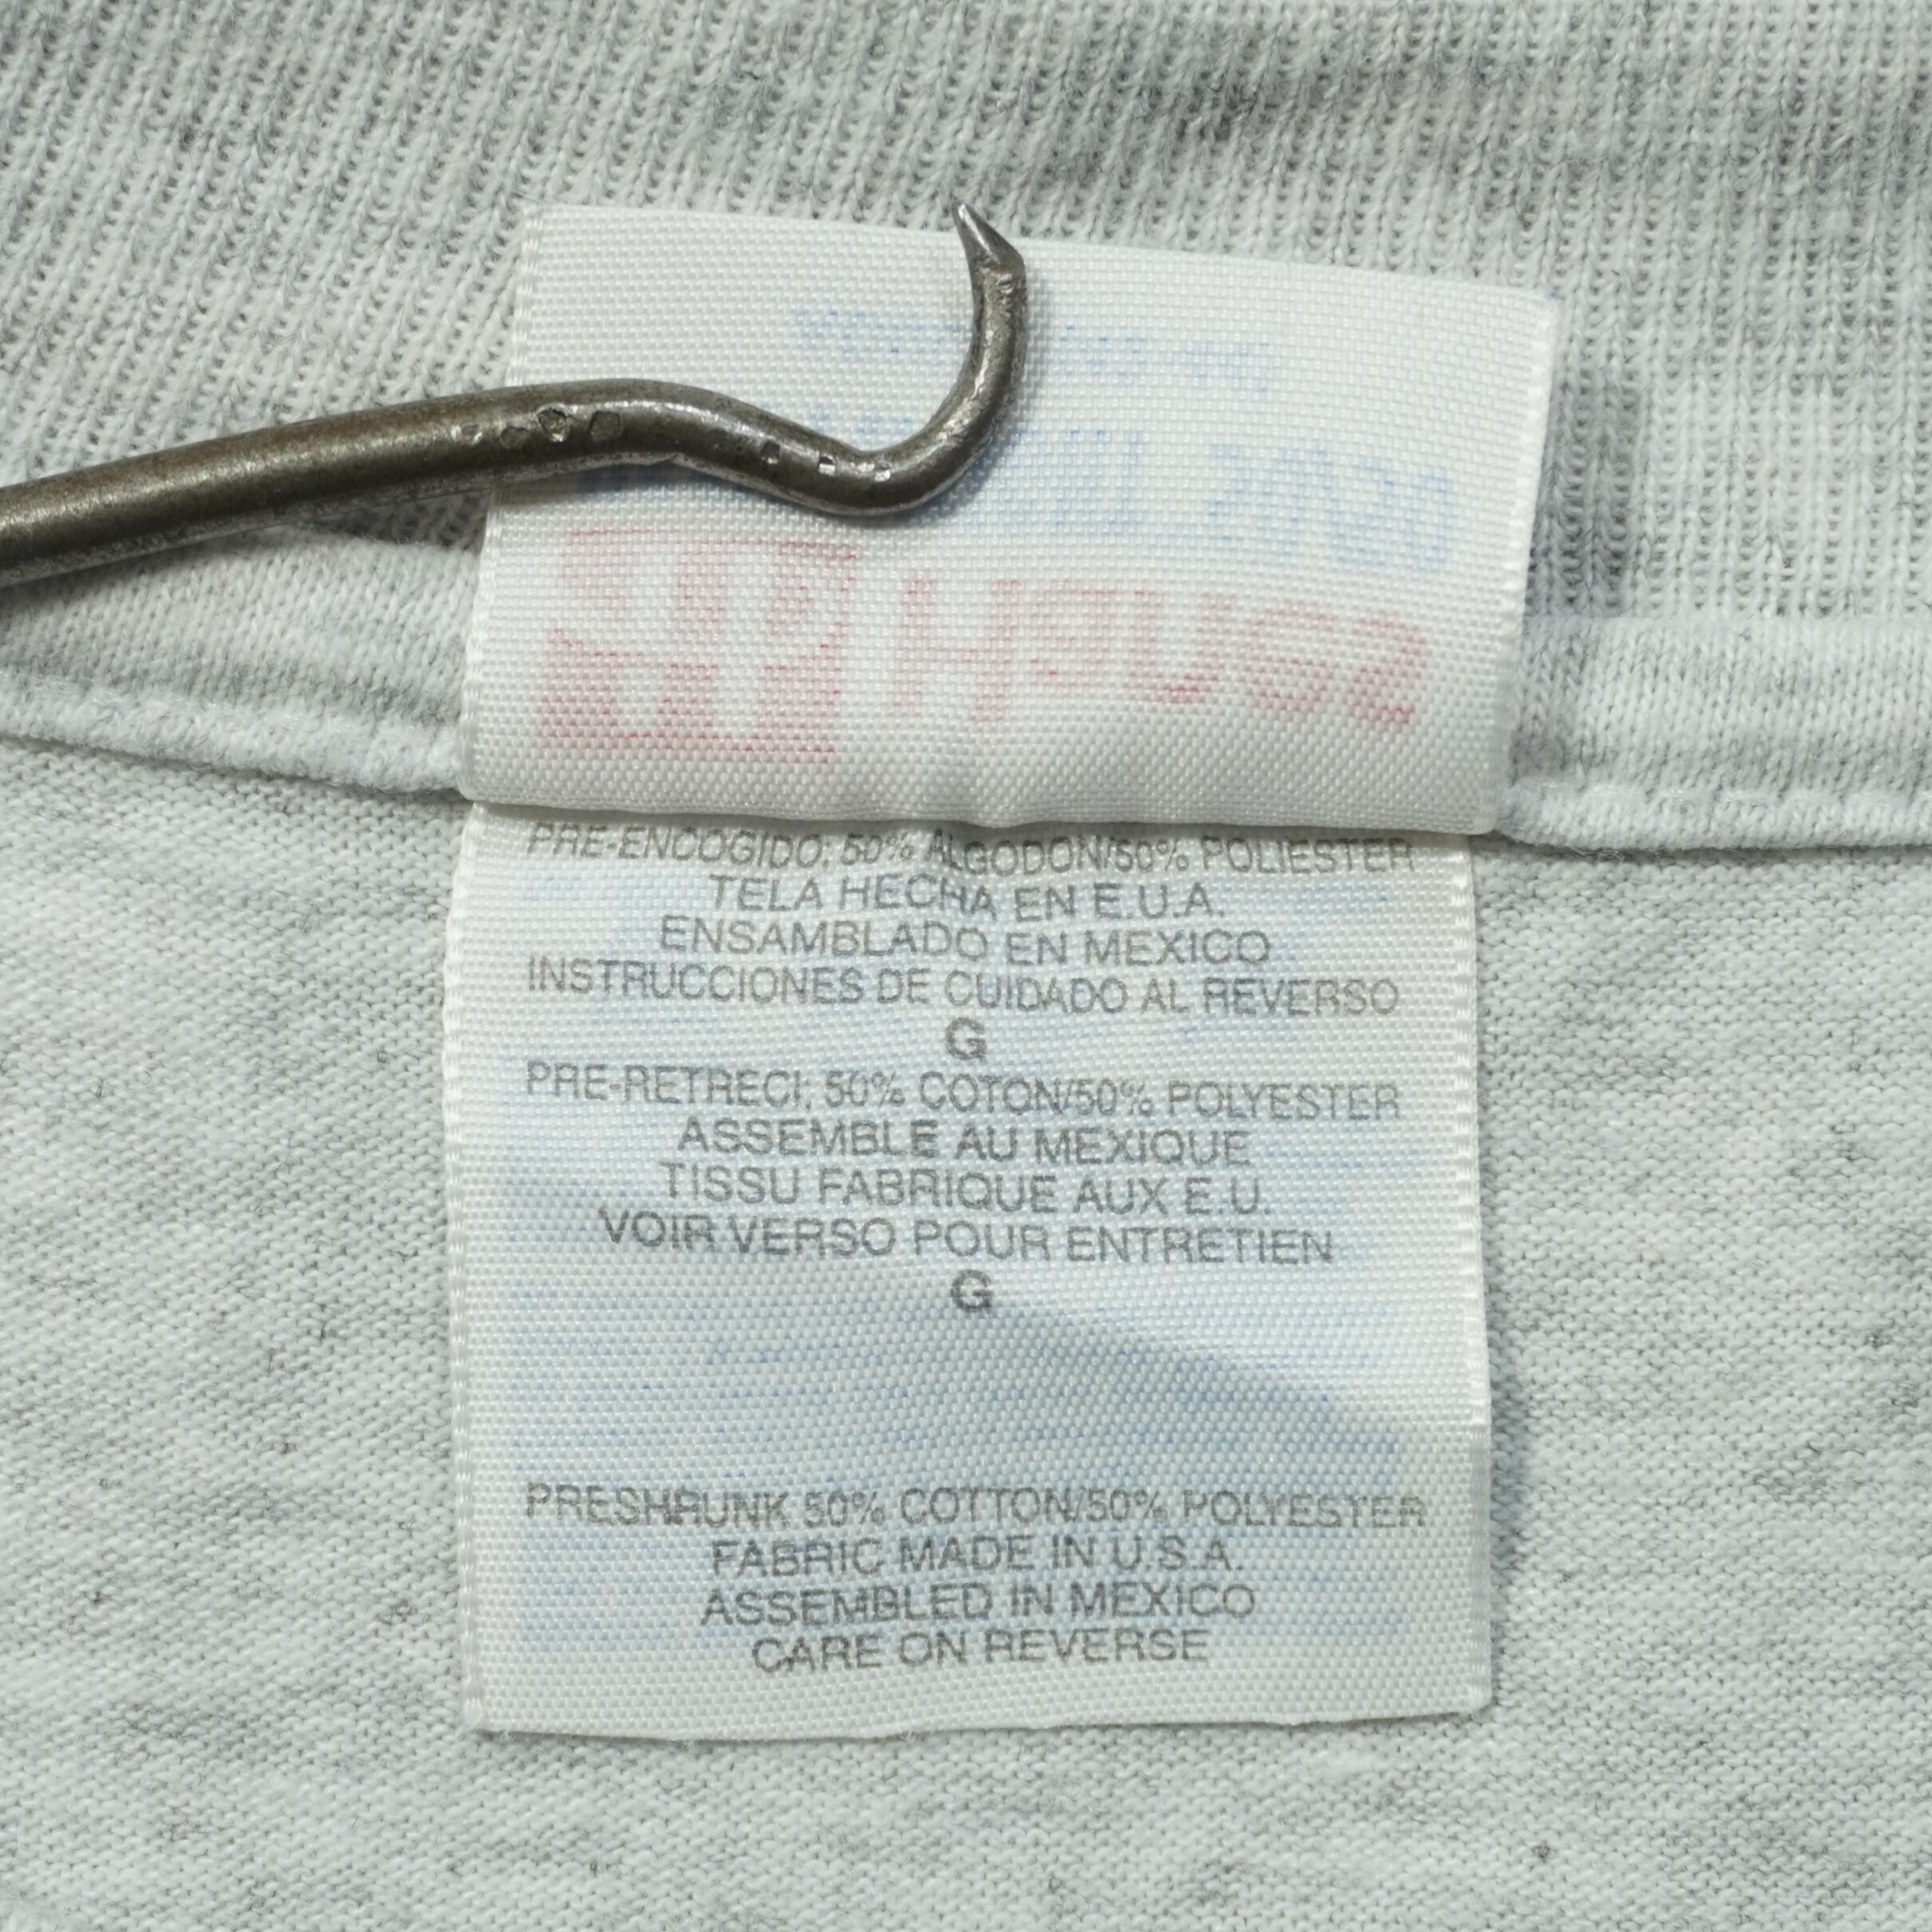 PRE-ENCOGIDO; 50% ALGODON/50% POLIESTER
TELA HECHA EN E.U.A.
ENSAMBLADO EN MEXICO
INSTRUCCIONES DE CUIDADO AL REVERSO
G
PRE-RETRECI; 50% COTON/50% POLYESTER
ASSEMBLE AU MEXIQUE
TISSU FABRIQUE AUX E.U.
VOIR VERSO POUR ENTRETIEN
G
PRESHRUNK 50% COTTON/50% POLYESTER
FABRIC MADE IN U.S.A.
ASSEMBLED IN MEXICO
CARE ON REVERSE